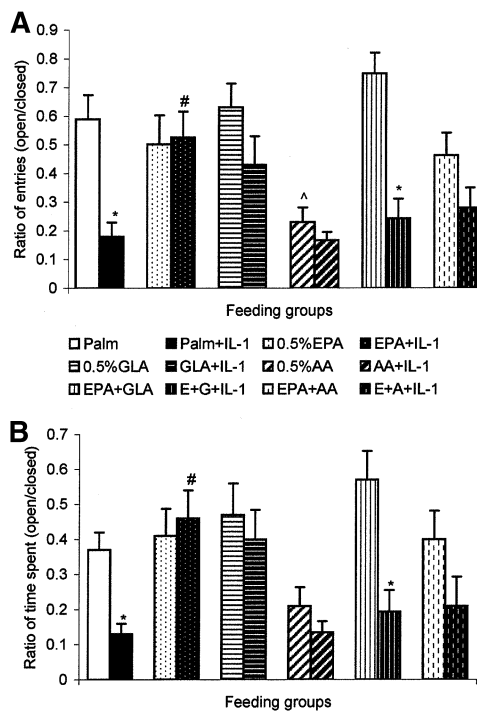 A
Ratio of entries (open/closed)
0.9
0.8
0.7
0.6
0.5
0.4
0.3
0.2
0.1
0
*
#
^
*
Feeding groups
Palm Palm+IL-1 0.5%EPA EPA+IL-1
0.5%GLA GLA+IL-1 0.5%AA AA+IL-1
EPA+GLA E+G+IL-1 EPA+AA E+A+IL-1
B
Ratio of time spent (open/closed)
0.7
0.6
0.5
0.4
0.3
0.2
0.1
0
*
#
*
Feeding groups